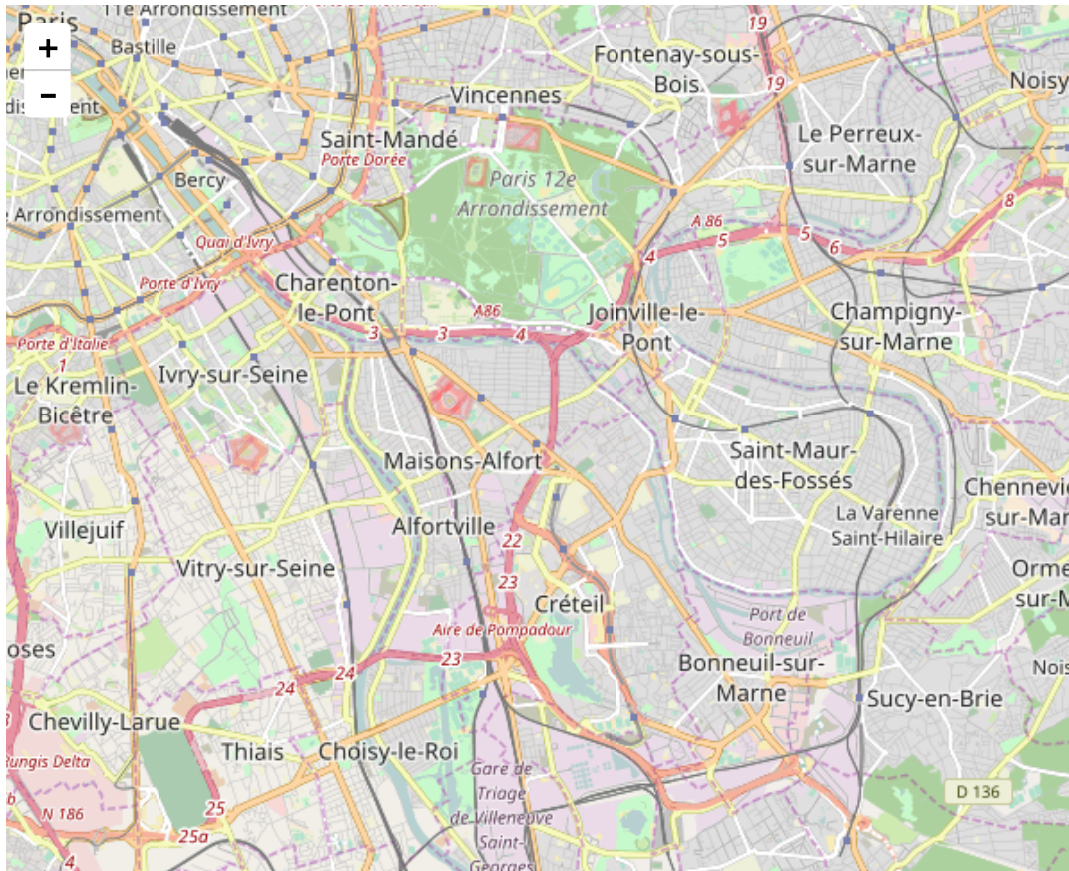 Paris
11e Arrondissement
+
Bastille
−
Fontenay-sous-
Bois
19
19
Noisy
Vincennes
Saint-Mandé
Porte Dorée
Le Perreux-
sur-Marne
Bercy
Paris 12e
Arrondissement
e Arrondissement
8
A 86
5
5
6
4
Quai d'Ivry
Porte d'Ivry
Charenton-
le-Pont
A86
3
3
4
Joinville-le-
Pont
Champigny-
sur-Marne
Porte d'Italie
1
Ivry-sur-Seine
Le Kremlin-
Bicêtre
Maisons-Alfort
Saint-Maur-
des-Fossés
Chennevie
sur-Mar
La Varenne
Saint-Hilaire
Villejuif
Alfortville
22
Vitry-sur-Seine
23
Créteil
Orme
sur-M
Port de
Bonneuil
Aire de Pompadour
23
24
24
oses
Bonneuil-sur-
Marne
Nois
Sucy-en-Brie
Chevilly-Larue
Thiais
Choisy-le-Roi
Rungis Delta
Gare de
Triage
de Villeneuve
Saint-
Georges
D 136
N 186
25
25a
4